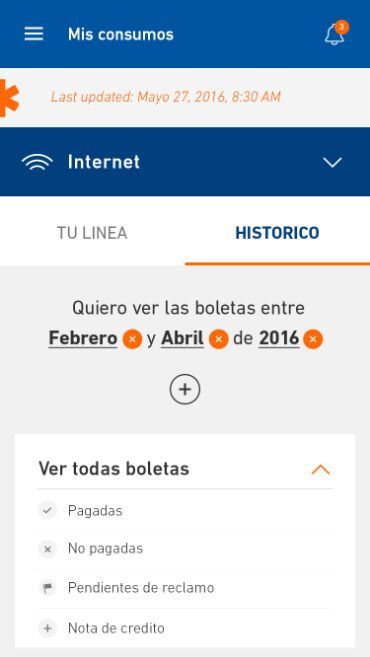 Mis consumos
3
Last updated: Mayo 27, 2016, 8:30 AM
Internet
TU LINEA
HISTORICO
Quiero ver las boletas entre
Febrero y Abril de 2016
Ver todas boletas
Pagadas
No pagadas
Pendientes de reclamo
Nota de credito